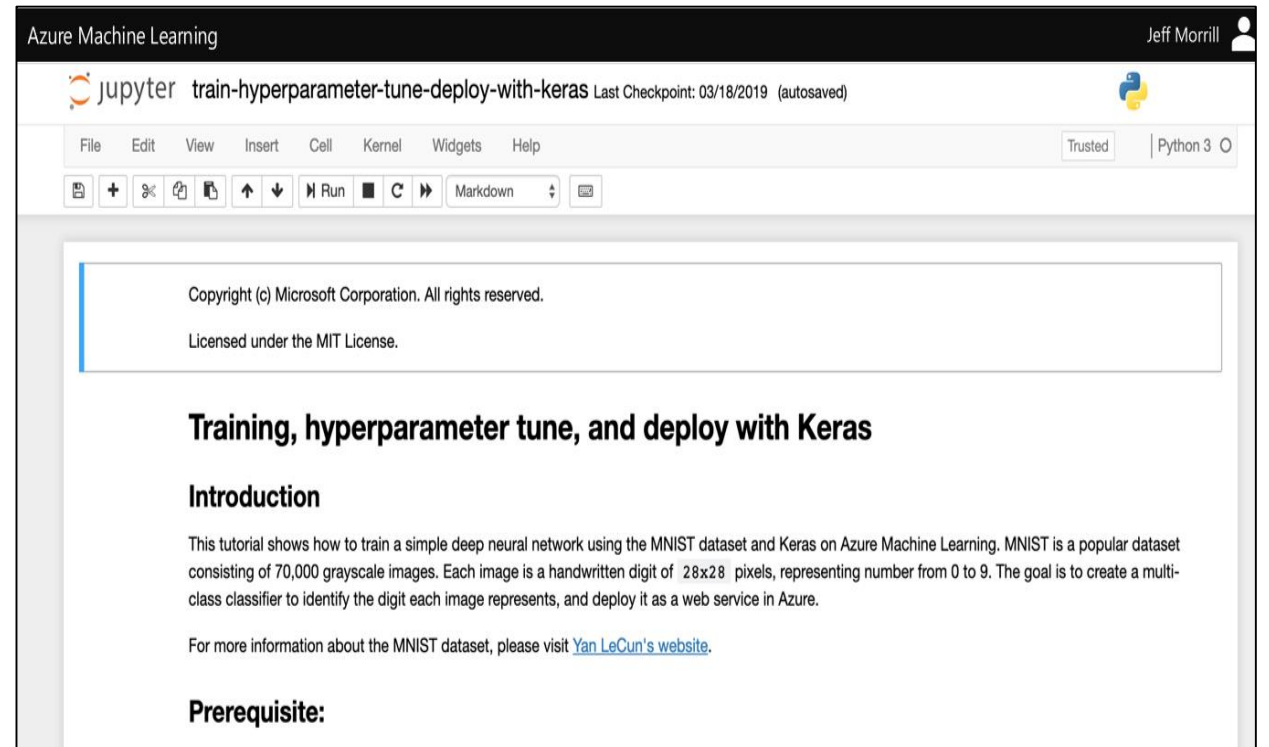 Azure Machine Learning Jeff Morrill
jupyter train-hyperparameter-tune-deploy-with-keras Last Checkpoint: 03/18/2019 (autosaved)
File Edit View Insert Cell Kernel Widgets Help Trusted Python 3
Run Markdown
Copyright (c) Microsoft Corporation. All rights reserved.
Licensed under the MIT License.
Training, hyperparameter tune, and deploy with Keras
Introduction
This tutorial shows how to train a simple deep neural network using the MNIST dataset and Keras on Azure Machine Learning. MNIST is a popular dataset
consisting of 70,000 grayscale images. Each image is a handwritten digit of 28x28 pixels, representing number from 0 to 9. The goal is to create a multi-
class classifier to identify the digit each image represents, and deploy it as a web service in Azure.
For more information about the MNIST dataset, please visit Yan LeCun's website.
Prerequisite: